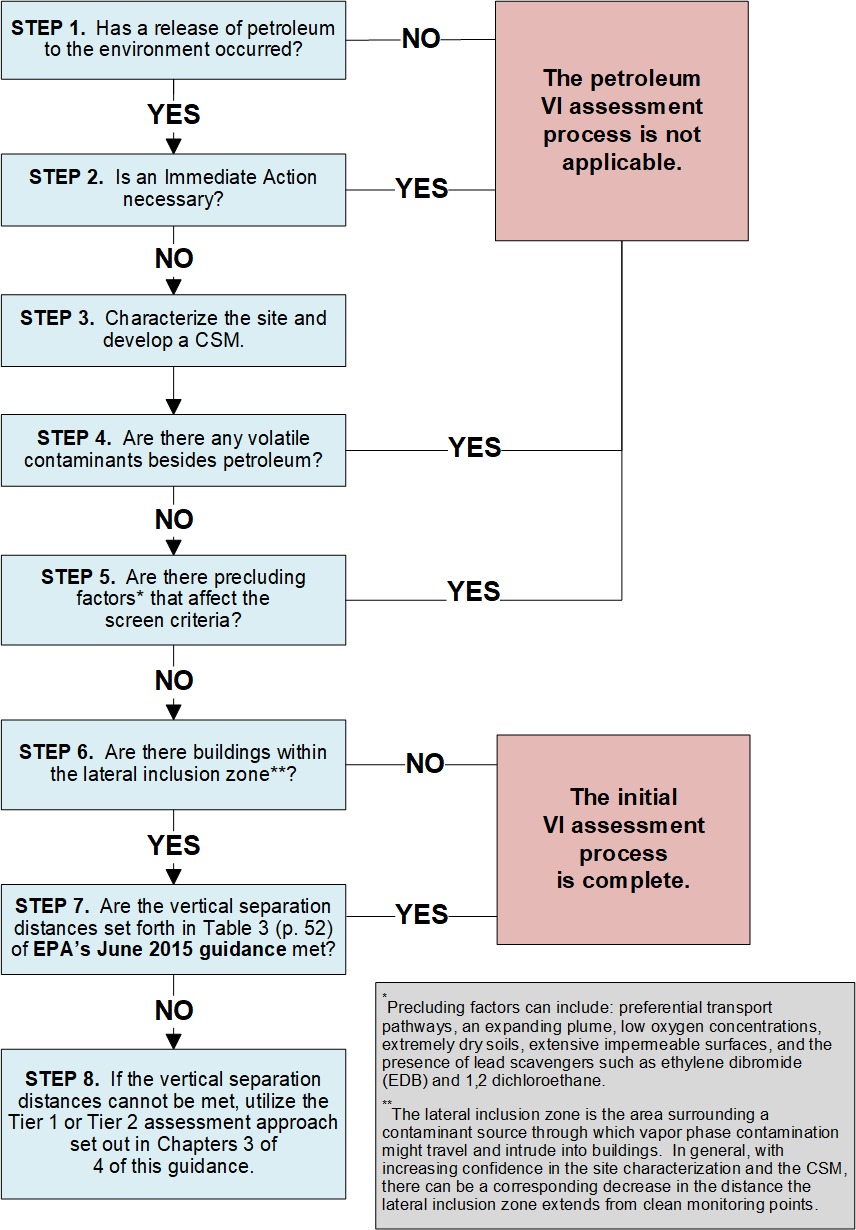 STEP 1. Has a release of petroleum
to the environment occurred?
NO
The petroleum
VI assessment
process is not
applicable.
YES
STEP 2. Is an Immediate Action
necessary?
YES
NO
STEP 3. Characterize the site and
develop a CSM.
STEP 4. Are there any volatile
contaminants besides petroleum?
YES
NO
STEP 5. Are there precluding
factors* that affect the
screen criteria?
YES
NO
STEP 6. Are there buildings within
the lateral inclusion zone**?
NO
The initial
VI assessment
process
is complete.
YES
STEP 7. Are the vertical separation
distances set forth in Table 3 (p. 52)
of EPA's June 2015 guidance met?
YES
NO
STEP 8. If the vertical separation
distances cannot be met, utilize the
Tier 1 or Tier 2 assessment approach
set out in Chapters 3 of
4 of this guidance.
*Precluding factors can include: preferential transport
pathways, an expanding plume, low oxygen concentrations,
extremely dry soils, extensive impermeable surfaces, and the
presence of lead scavengers such as ethylene dibromide
(EDB) and 1,2 dichloroethane.
**The lateral inclusion zone is the area surrounding a
contaminant source through which vapor phase contamination
might travel and intrude into buildings. In general, with
increasing confidence in the site characterization and the CSM,
there can be a corresponding decrease in the distance the
lateral inclusion zone extends from clean monitoring points.